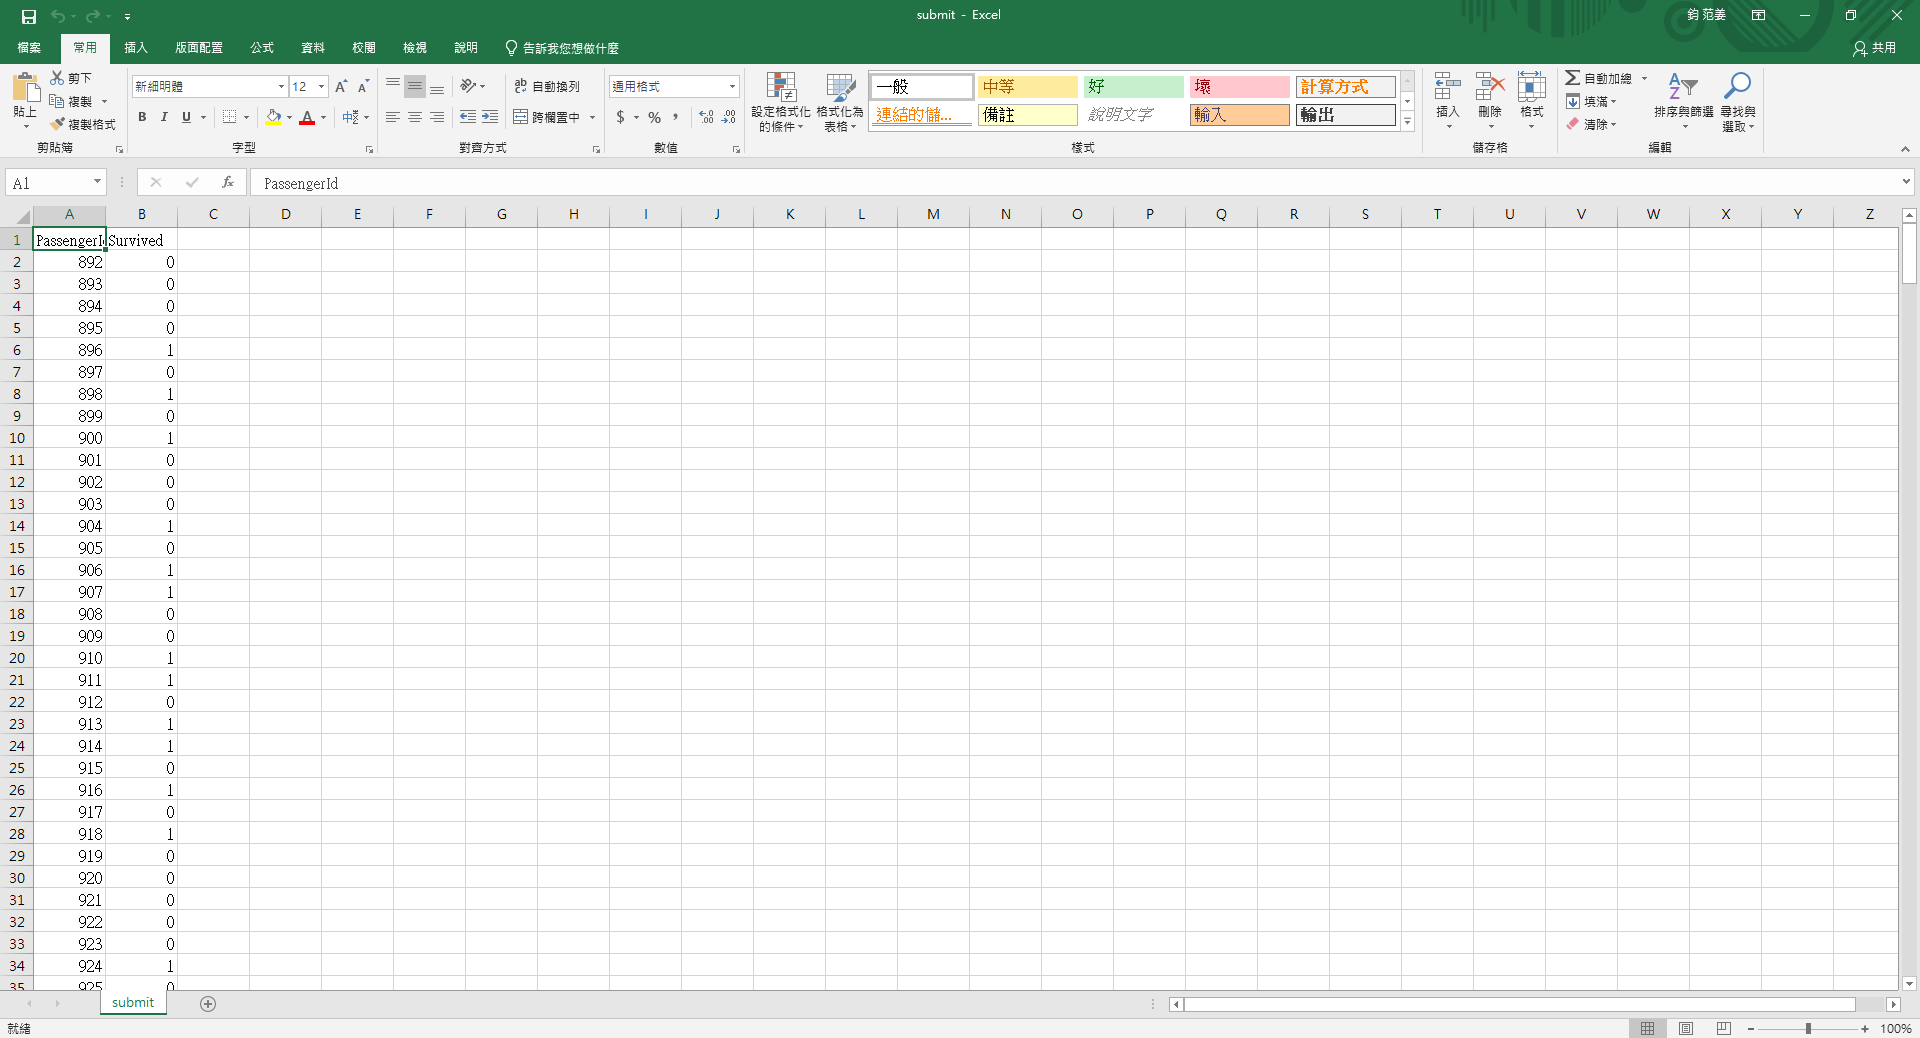 submit - Excel
鈞 范姜
檔案 常用 插入 版面配置 公式 資料 校閱 檢視 說明 告訴我您想做什麼 共用
貼上
剪下
複製
複製格式
剪貼簿
新細明體 12
B I U
字型
自動換列
跨欄置中
對齊方式
通用格式
$ % ,
數值
設定格式化的條件
格式化為表格
一般 中等 好 壞 計算方式
連結的儲... 備註 說明文字 輸入 輸出
樣式
插入 刪除 格式
儲存格
自動加總
填滿
清除
排序與篩選
尋找與選取
編輯
A1 fx PassengerId
A B C D E F G H I J K L M N O P Q R S T U V W X Y Z
1 PassengerId Survived
2 892 0
3 893 0
4 894 0
5 895 0
6 896 1
7 897 0
8 898 1
9 899 0
10 900 1
11 901 0
12 902 0
13 903 0
14 904 1
15 905 0
16 906 1
17 907 1
18 908 0
19 909 0
20 910 1
21 911 1
22 912 0
23 913 1
24 914 1
25 915 0
26 916 1
27 917 0
28 918 1
29 919 0
30 920 0
31 921 0
32 922 0
33 923 0
34 924 1
35 925 0
submit
就緒 100%